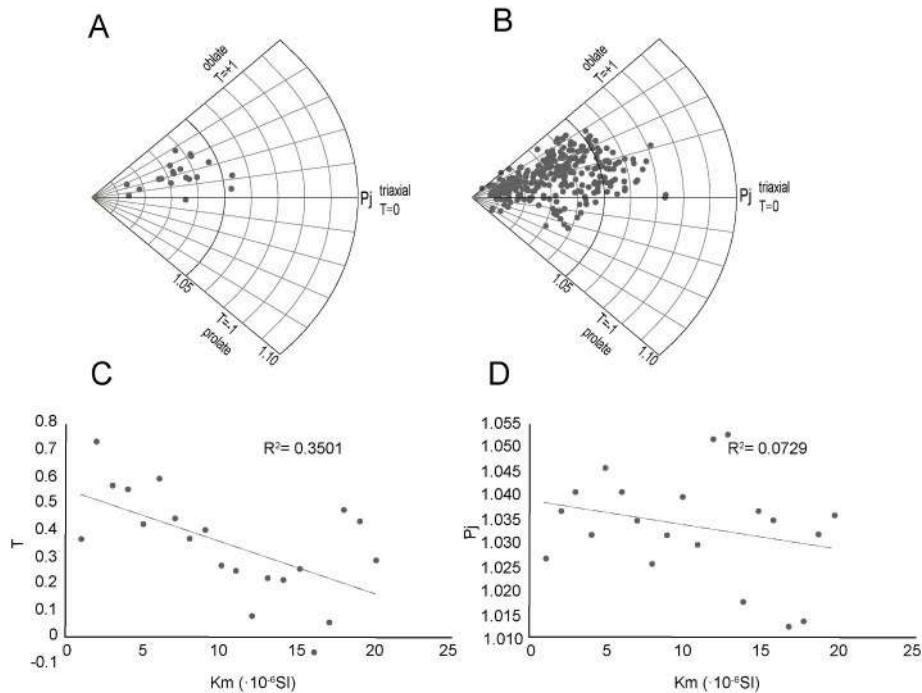 A
B
oblate
T=+1
Pj triaxial
T=0
1.05
T=-1
prolate
1.10
oblate
T=+1
Pj triaxial
T=0
1.05
T=-1
prolate
1.10
C
D
0.8
0.7
0.6
0.5
0.4
0.3
0.2
0.1
0
-0.1
T
R²= 0.3501
0 5 10 15 20 25
Km (·10⁻⁶SI)
1.055
1.050
1.040
1.035
1.030
1.025
1.020
1.015
1.010
Pj
R²= 0.0729
0 5 10 15 20 25
Km (·10⁻⁶SI)